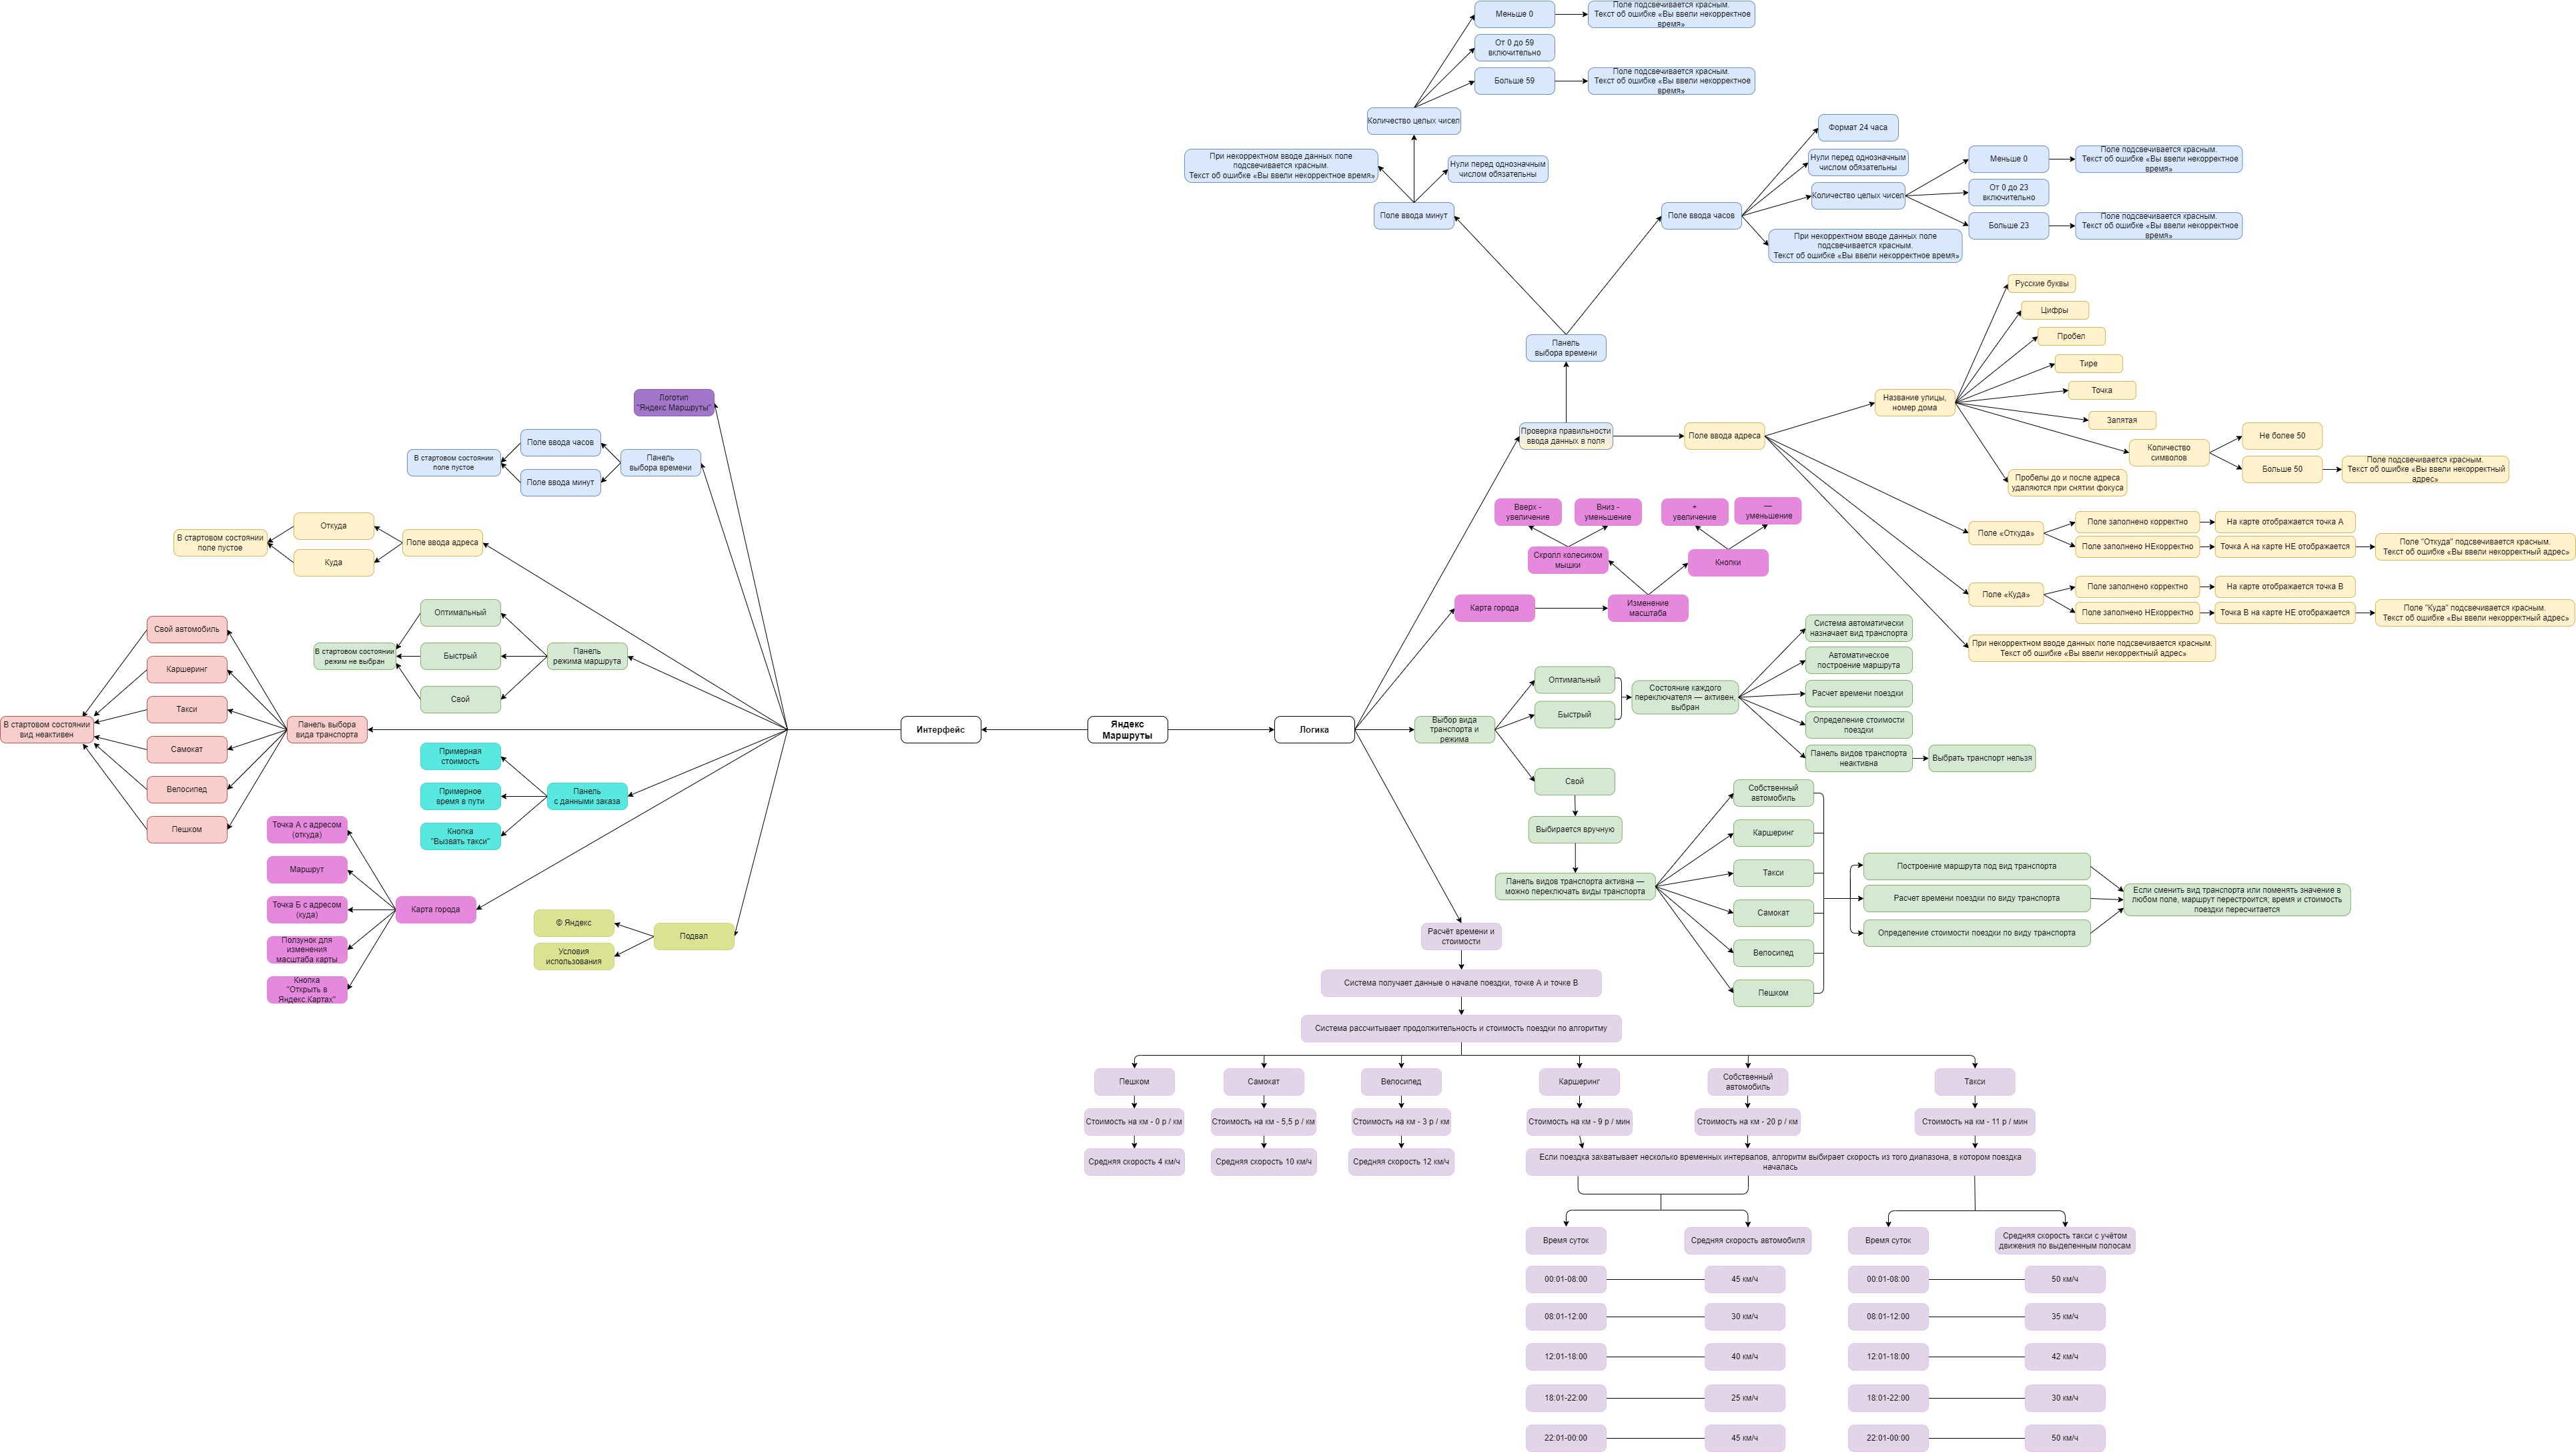 Меньше 0
Поле подсвечивается красным.
Текст об ошибке «Вы ввели некорректное
время»
От 0 до 59
включительно
Больше 59
Поле подсвечивается красным.
Текст об ошибке «Вы ввели некорректное
время»
Количество целых чисел
При некорректном вводе данных поле
подсвечивается красным.
Текст об ошибке «Вы ввели некорректное время»
Нули перед однозначным
числом обязательны
Поле ввода минут
Поле ввода часов
Формат 24 часа
Нули перед однозначным
числом обязательны
Количество целых чисел
При некорректном вводе данных поле
подсвечивается красным.
Текст об ошибке «Вы ввели некорректное время»
Меньше 0
Поле подсвечивается красным.
Текст об ошибке «Вы ввели некорректное
время»
От 0 до 23
включительно
Больше 23
Поле подсвечивается красным.
Текст об ошибке «Вы ввели некорректное
время»
Панель
выбора времени
Проверка правильности
ввода данных в поля
Поле ввода адреса
Название улицы,
номер дома
Русские буквы
Цифры
Пробел
Тире
Точка
Запятая
Количество
символов
Не более 50
Больше 50
Поле подсвечивается красным.
Текст об ошибке «Вы ввели некорректный
адрес»
Пробелы до и после адреса
удаляются при снятии фокуса
Поле «Откуда»
Поле заполнено корректно
На карте отображается точка А
Поле заполнено НЕкорректно
Точка А на карте НЕ отображается
Поле "Откуда" подсвечивается красным.
Текст об ошибке «Вы ввели некорректный адрес»
Поле «Куда»
Поле заполнено корректно
На карте отображается точка В
Поле заполнено НЕкорректно
Точка В на карте НЕ отображается
Поле "Куда" подсвечивается красным.
Текст об ошибке «Вы ввели некорректный адрес»
При некорректном вводе данных поле подсвечивается красным.
Текст об ошибке «Вы ввели некорректный адрес»
Вверх -
увеличение
Вниз -
уменьшение
+
увеличение
—
уменьшение
Скролл колесиком
мышки
Кнопки
Карта города
Изменение
масштаба
Логотип
"Яндекс Маршруты"
Панель
выбора времени
Поле ввода часов
Поле ввода минут
В стартовом состоянии
поле пустое
Поле ввода адреса
Откуда
Куда
В стартовом состоянии
поле пустое
Панель
режима маршрута
Оптимальный
Быстрый
Свой
В стартовом состоянии
режим не выбран
Панель выбора
вида транспорта
Свой автомобиль
Каршеринг
Такси
Самокат
Велосипед
Пешком
В стартовом состоянии
вид неактивен
Панель
с данными заказа
Примерная
стоимость
Примерное
время в пути
Кнопка
"Вызвать такси"
Карта города
Точка А с адресом
(откуда)
Маршрут
Точка Б с адресом
(куда)
Ползунок для
изменения
масштаба карты
Кнопка
"Открыть в
Яндекс.Картах"
Подвал
© Яндекс
Условия
использования
Интерфейс
Яндекс
Маршруты
Логика
Выбор вида
транспорта и
режима
Оптимальный
Быстрый
Состояние каждого
переключателя — активен,
выбран
Система автоматически
назначает вид транспорта
Автоматическое
построение маршрута
Расчет времени поездки
Определение стоимости
поездки
Панель видов транспорта
неактивна
Выбрать транспорт нельзя
Свой
Выбирается вручную
Панель видов транспорта активна —
можно переключать виды транспорта
Собственный
автомобиль
Каршеринг
Такси
Самокат
Велосипед
Пешком
Построение маршрута под вид транспорта
Расчет времени поездки по виду транспорта
Определение стоимости поездки по виду транспорта
Если сменить вид транспорта или поменять значение в
любом поле, маршрут перестроится; время и стоимость
поездки пересчитается
Расчёт времени и
стоимости
Система получает данные о начале поездки, точке А и точке В
Система рассчитывает продолжительность и стоимость поездки по алгоритму
Пешком
Самокат
Велосипед
Каршеринг
Собственный
автомобиль
Такси
Стоимость на км - 0 р / км
Стоимость на км - 5,5 р / км
Стоимость на км - 3 р / км
Стоимость на км - 9 р / мин
Стоимость на км - 20 р / км
Стоимость на км - 11 р / мин
Средняя скорость 4 км/ч
Средняя скорость 10 км/ч
Средняя скорость 12 км/ч
Если поездка захватывает несколько временных интервалов, алгоритм выбирает скорость из того диапазона, в котором поездка
началась
Время суток
Средняя скорость автомобиля
Время суток
Средняя скорость такси с учётом
движения по выделенным полосам
00:01-08:00
45 км/ч
00:01-08:00
50 км/ч
08:01-12:00
30 км/ч
08:01-12:00
35 км/ч
12:01-18:00
40 км/ч
12:01-18:00
42 км/ч
18:01-22:00
25 км/ч
18:01-22:00
30 км/ч
22:01-00:00
45 км/ч
22:01-00:00
50 км/ч